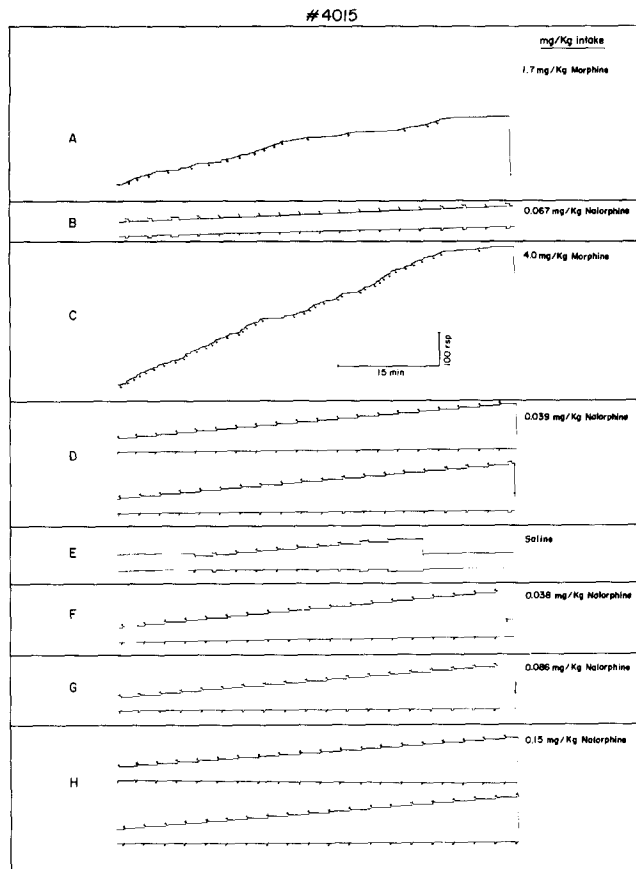 #4015
mg/Kg intake
1.7 mg/Kg Morphine
A
0.067 mg/Kg Nalorphine
B
4.0 mg/Kg Morphine
C
100 rsp
15 min
0.039 mg/Kg Nalorphine
D
Saline
E
0.038 mg/Kg Nalorphine
F
0.086 mg/Kg Nalorphine
G
0.15 mg/Kg Nalorphine
H